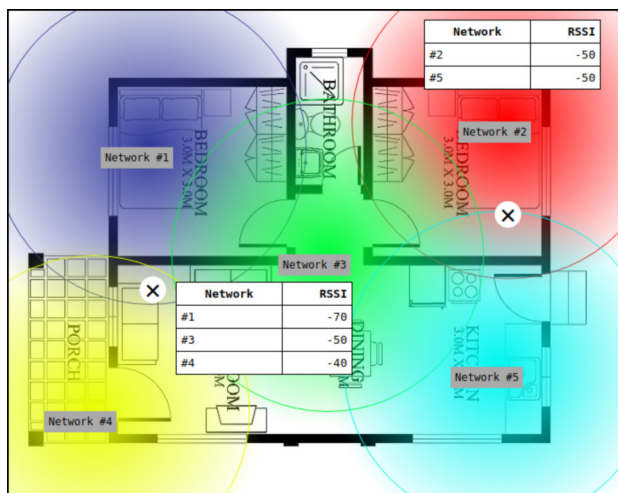 Network RSSI
#2 -50
#5 -50
Network #1
Network #2
BATHROOM
BEDROOM
3.0M X 3.0M
BEDROOM
3.0M X 3.0M
Network #3
Network RSSI
#1 -70
#3 -50
#4 -40
PORCH
DINING
KITCHEN
3.0M X 3.0M
Network #5
Network #4